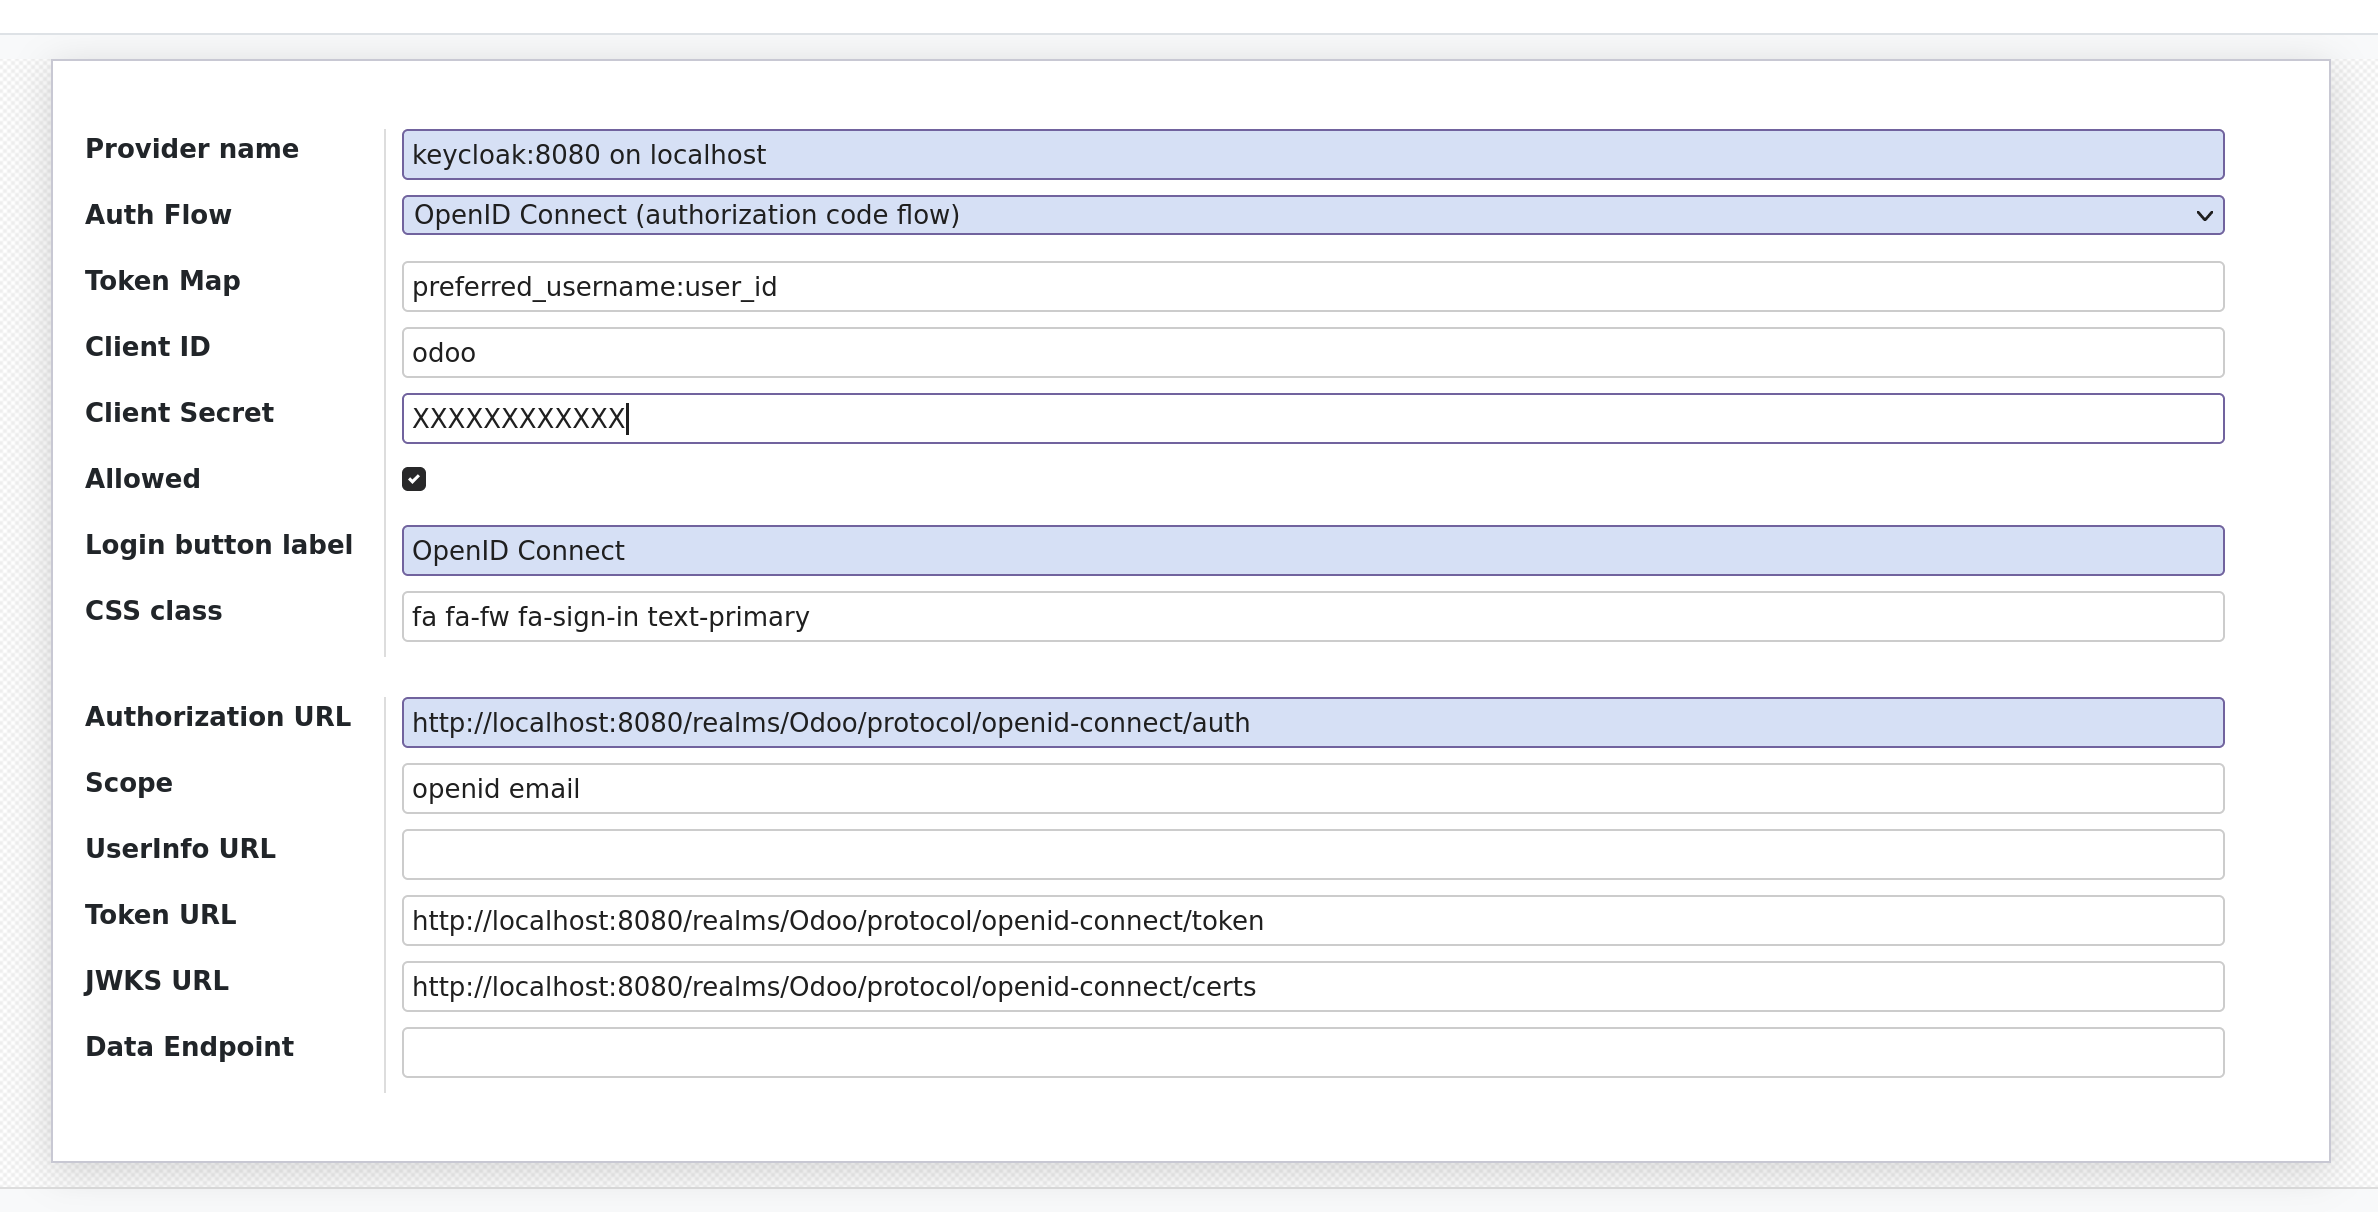 Provider name
keycloak:8080 on localhost
Auth Flow
OpenID Connect (authorization code flow)
Token Map
preferred_username:user_id
Client ID
odoo
Client Secret
XXXXXXXXXXXX
Allowed
Login button label
OpenID Connect
CSS class
fa fa-fw fa-sign-in text-primary
Authorization URL
http://localhost:8080/realms/Odoo/protocol/openid-connect/auth
Scope
openid email
UserInfo URL
Token URL
http://localhost:8080/realms/Odoo/protocol/openid-connect/token
JWKS URL
http://localhost:8080/realms/Odoo/protocol/openid-connect/certs
Data Endpoint